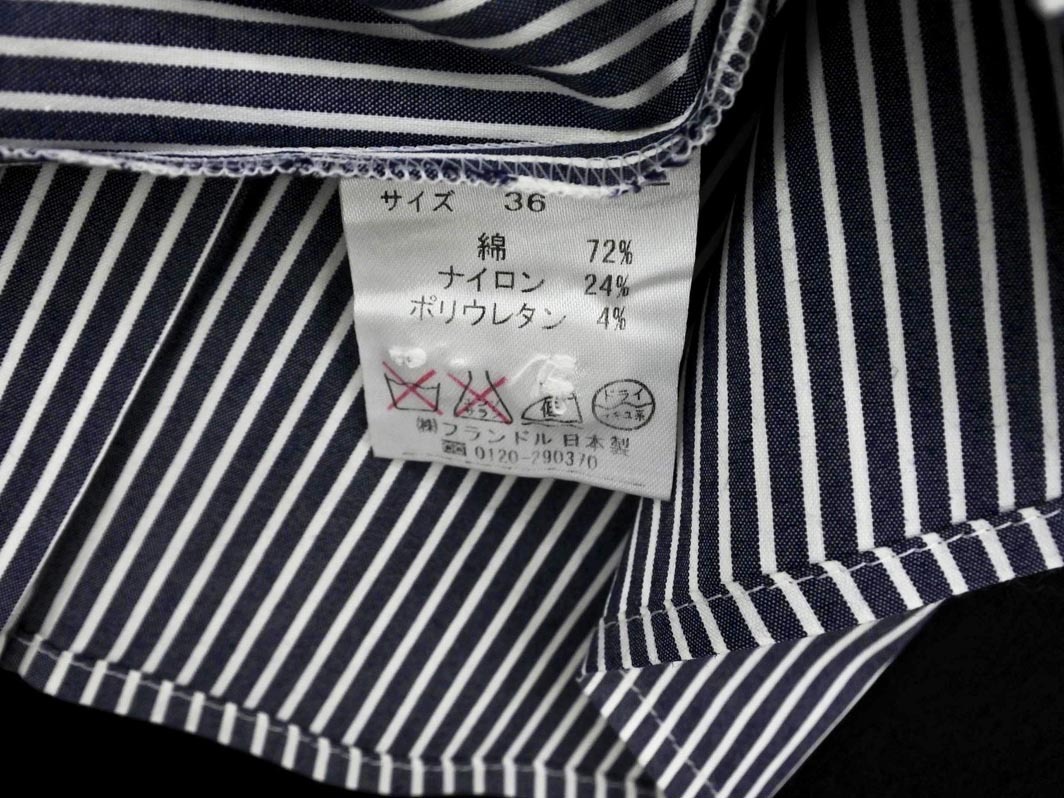 サイズ 36
綿 72%
ナイロン 24%
ポリウレタン 4%
ドライ
㈱フランドル 日本製
0120-290370